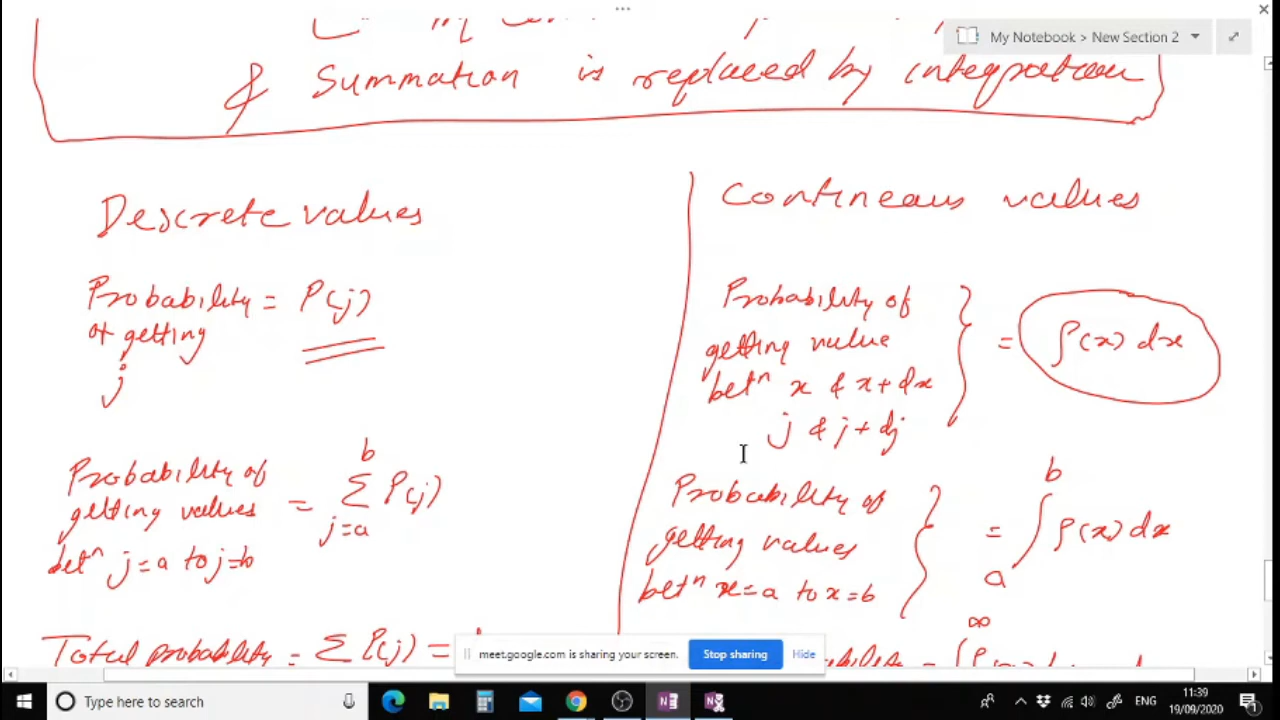 My Notebook > New Section 2
& Summation is replaced by integration
Descrete values
Contineous values
Probability = P(j)
of getting
j
Probability of
getting value
betⁿ x & x+dx
j & j+dj
= ρ(x) dx
Probability of
getting values
betⁿ j=a to j=b
= b∑j=a P(j)
Probability of
getting values
betⁿ x=a to x=b
= ∫ₐᵇ ρ(x) dx
Total probability = ∑ P(j) =
∞
meet.google.com is sharing your screen.
Stop sharing
Hide
Type here to search
ENG
11:39
19/09/2020